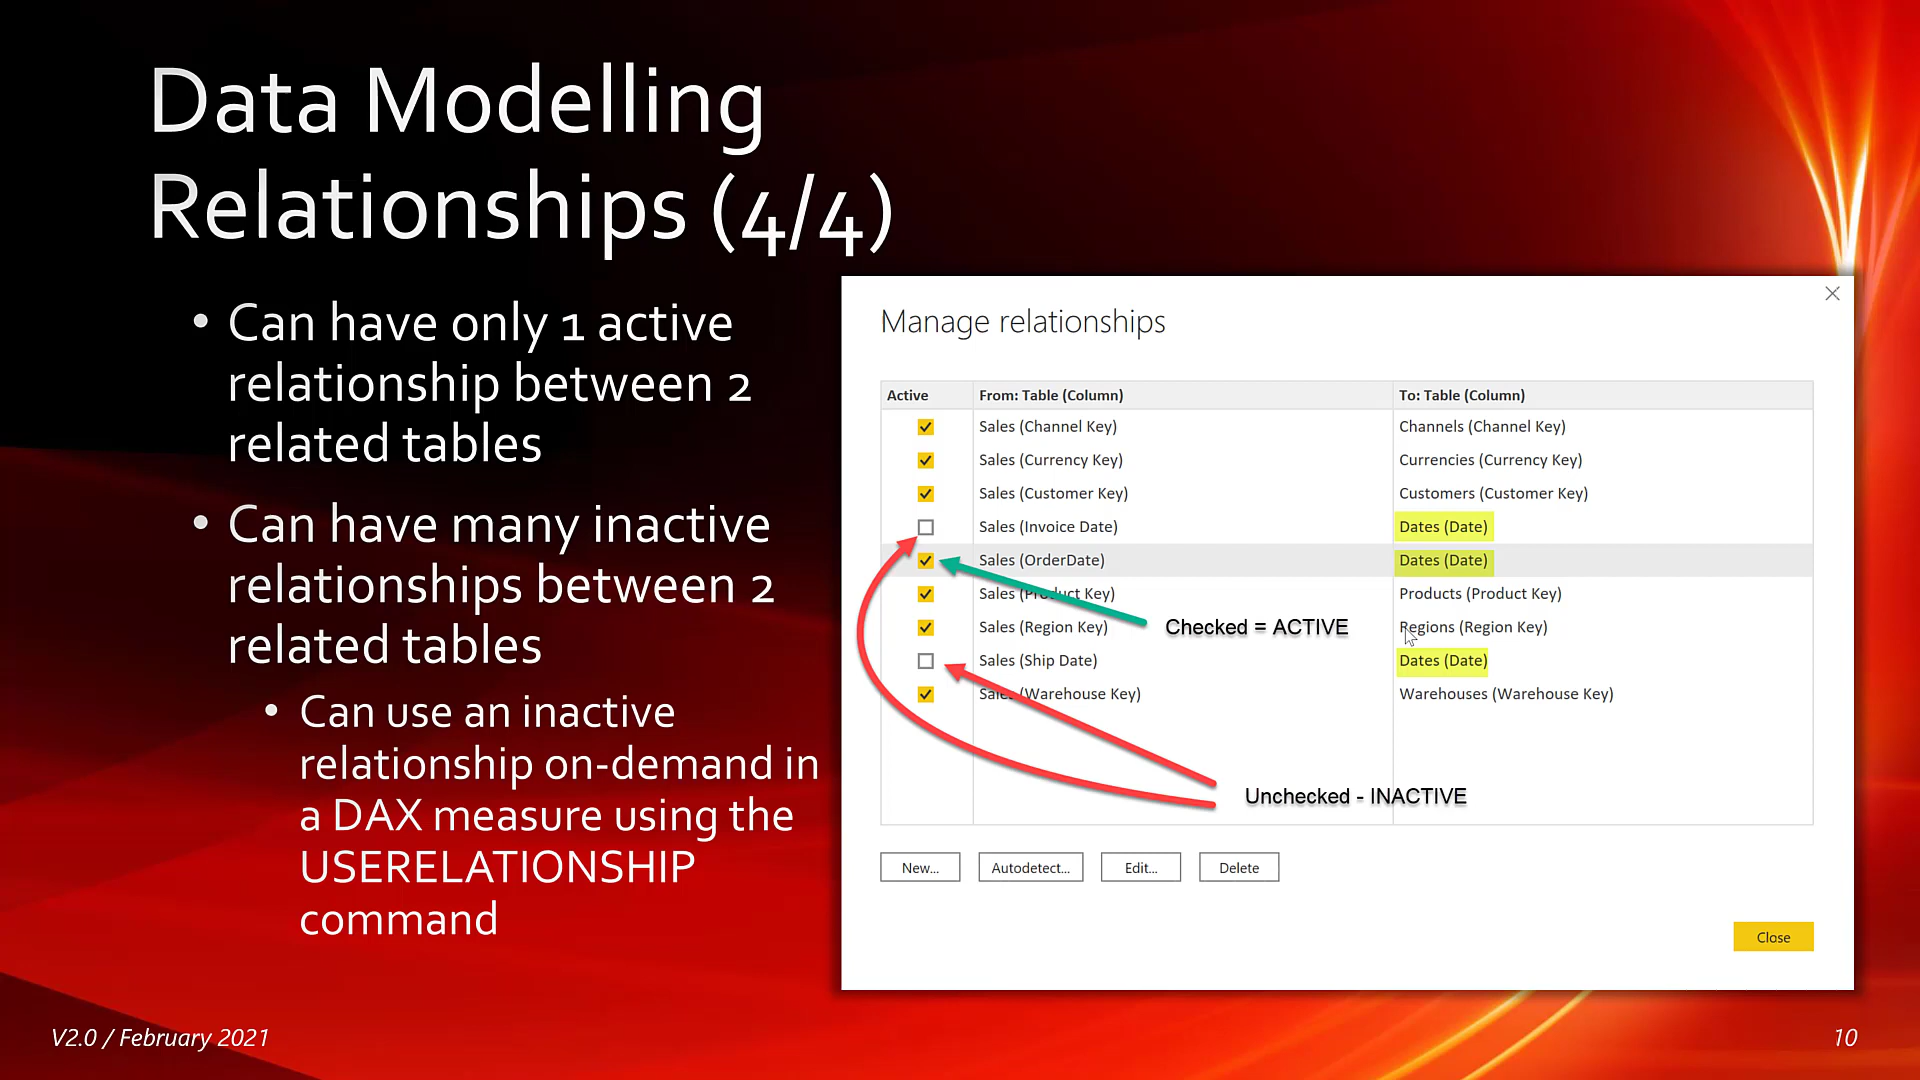 Data Modelling
Relationships (4/4)
• Can have only 1 active
relationship between 2
related tables
• Can have many inactive
relationships between 2
related tables
• Can use an inactive
relationship on-demand in
a DAX measure using the
USERELATIONSHIP
command
Manage relationships
Active From: Table (Column) To: Table (Column)
Sales (Channel Key) Channels (Channel Key)
Sales (Currency Key) Currencies (Currency Key)
Sales (Customer Key) Customers (Customer Key)
Sales (Invoice Date) Dates (Date)
Sales (OrderDate) Dates (Date)
Sales (Product Key) Products (Product Key)
Sales (Region Key) Regions (Region Key)
Checked = ACTIVE
Sales (Ship Date) Dates (Date)
Sales (Warehouse Key) Warehouses (Warehouse Key)
Unchecked - INACTIVE
New... Autodetect... Edit... Delete
Close
V2.0 / February 2021
10